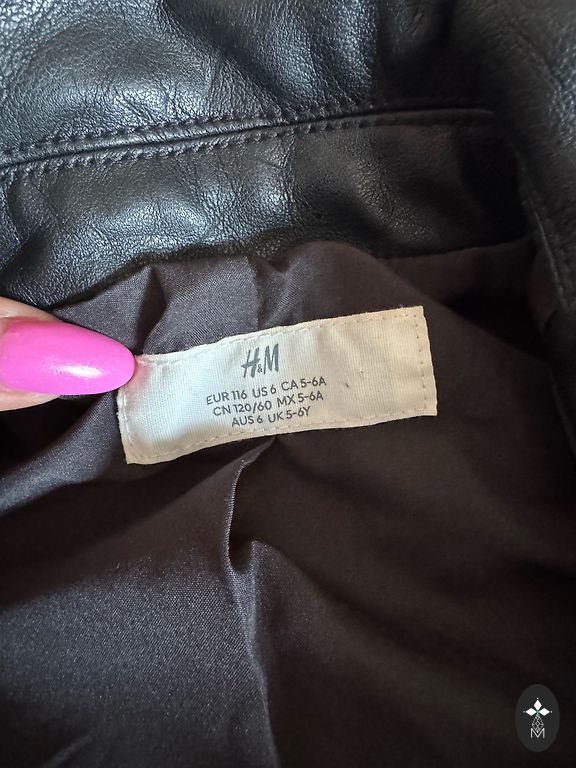 H&M
EUR 116 US 6 CA 5-6A
CN 120/60 MX 5-6A
AUS 6 UK 5-6Y
M